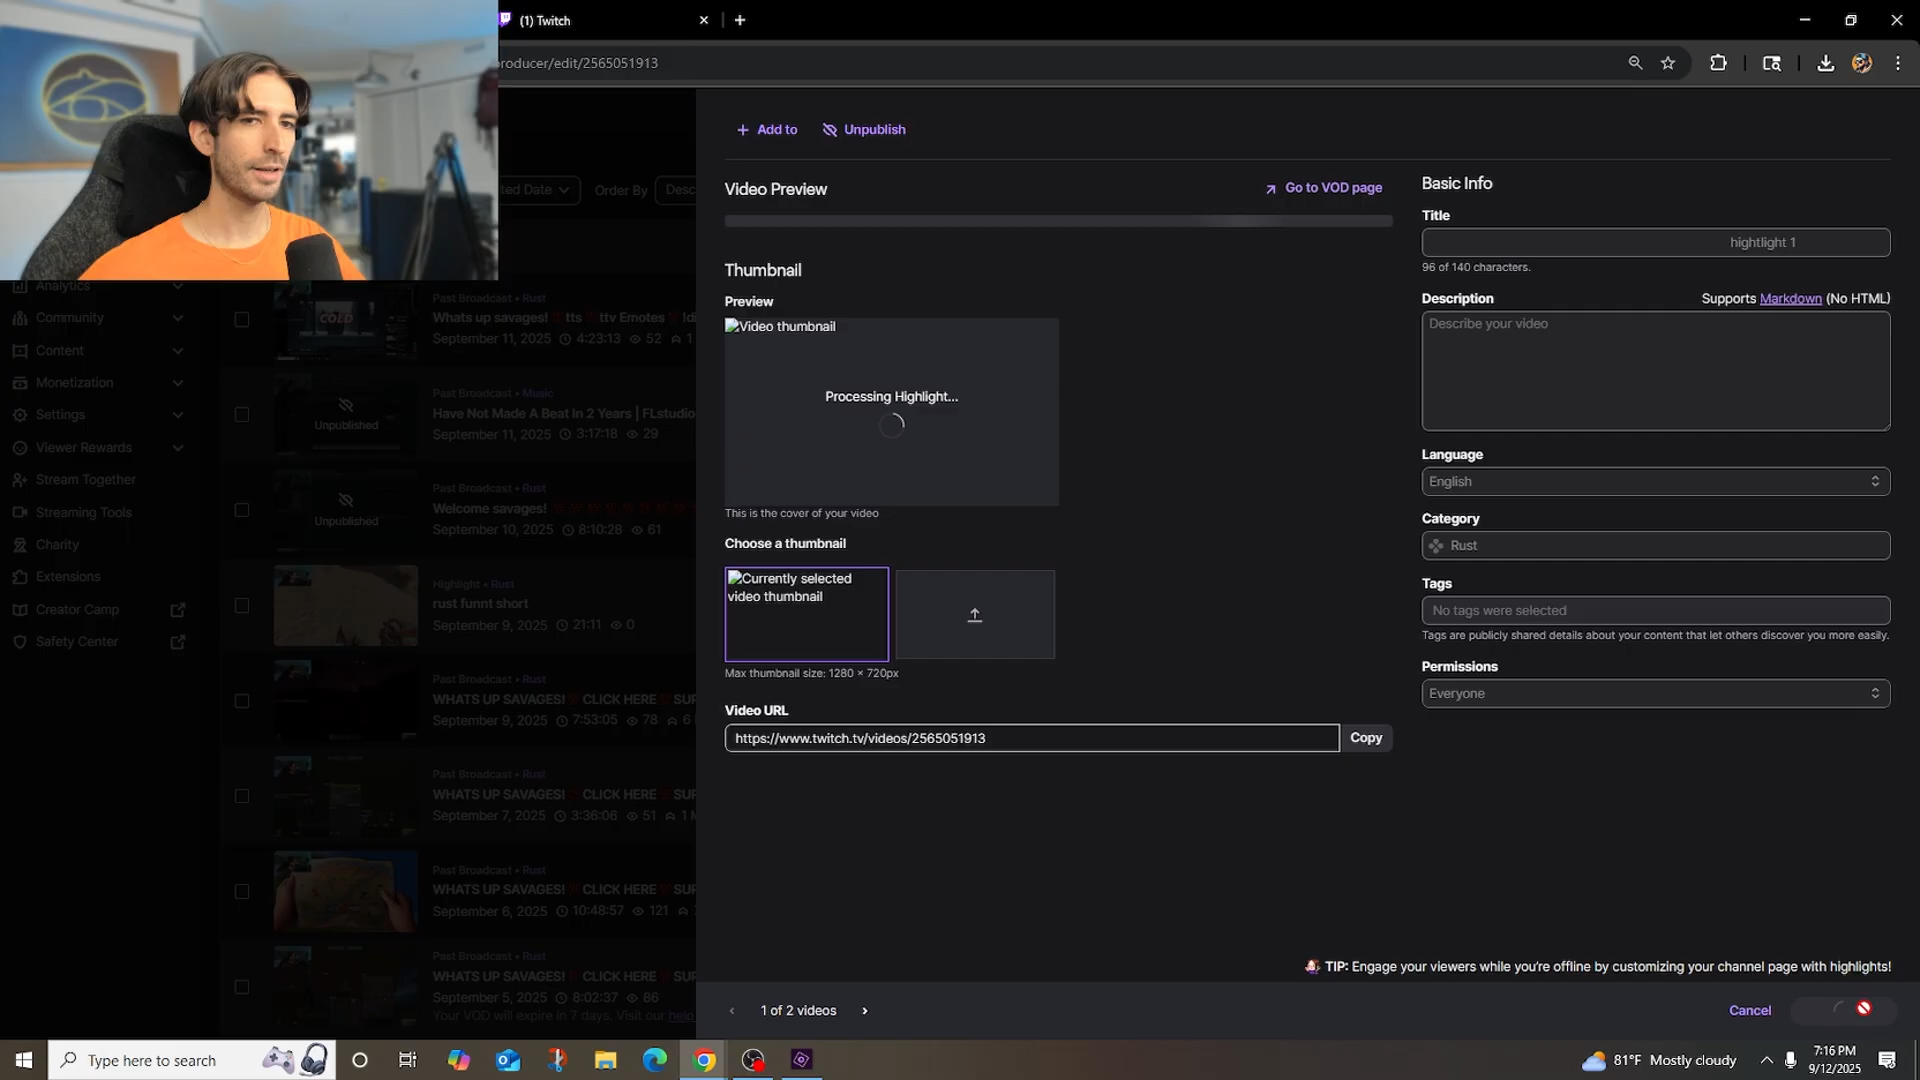 (1) Twitch
roducer/edit/2565051913
Add to
Unpublish
Video Preview
Go to VOD page
Thumbnail
Preview
Video thumbnail
Processing Highlight...
This is the cover of your video
Choose a thumbnail
Currently selected
video thumbnail
Max thumbnail size: 1280 × 720px
Video URL
https://www.twitch.tv/videos/2565051913
Copy
Basic Info
Title
hightlight 1
96 of 140 characters.
Description
Supports Markdown (No HTML)
Describe your video
Language
English
Category
Rust
Tags
No tags were selected
Tags are publicly shared details about your content that let others discover you more easily.
Permissions
Everyone
TIP: Engage your viewers while you're offline by customizing your channel page with highlights!
1 of 2 videos
Cancel
ted Date
Order By
Desc
Analytics
Community
Content
Monetization
Settings
Viewer Rewards
Stream Together
Streaming Tools
Charity
Extensions
Creator Camp
Safety Center
COLD
Past Broadcast • Rust
Whats up savages! tts ttv Emotes !di
September 11, 2025 4:23:13 52 1
Unpublished
Past Broadcast • Music
Have Not Made A Beat In 2 Years | FLstudio
September 11, 2025 3:17:18 29
Unpublished
Past Broadcast • Rust
Welcome savages!
September 10, 2025 8:10:28 61
Highlight • Rust
rust funnt short
September 9, 2025 21:11 0
Past Broadcast • Rust
WHATS UP SAVAGES! CLICK HERE SUP
September 9, 2025 7:53:05 78 6
Past Broadcast • Rust
WHATS UP SAVAGES! CLICK HERE SUP
September 7, 2025 3:36:06 51 1
Past Broadcast • Rust
WHATS UP SAVAGES! CLICK HERE SUP
September 6, 2025 10:48:57 121
Past Broadcast • Rust
WHATS UP SAVAGES! CLICK HERE SUP
September 5, 2025 8:02:37 86
Your VOD will expire in 7 days. Visit our help
Type here to search
81°F Mostly cloudy
7:16 PM
9/12/2025